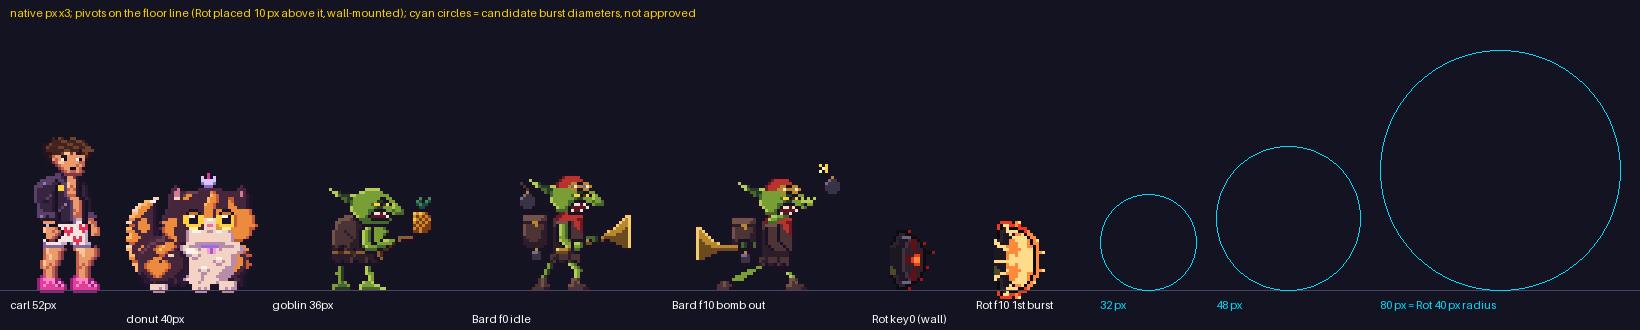 native px x3; pivots on the floor line (Rot placed 10 px above it, wall-mounted); cyan circles = candidate burst diameters, not approved
carl 52px
donut 40px
goblin 36px
Bard f0 idle
Bard f10 bomb out
Rot key0 (wall)
Rot f10 1st burst
32 px
48 px
80 px = Rot 40 px radius